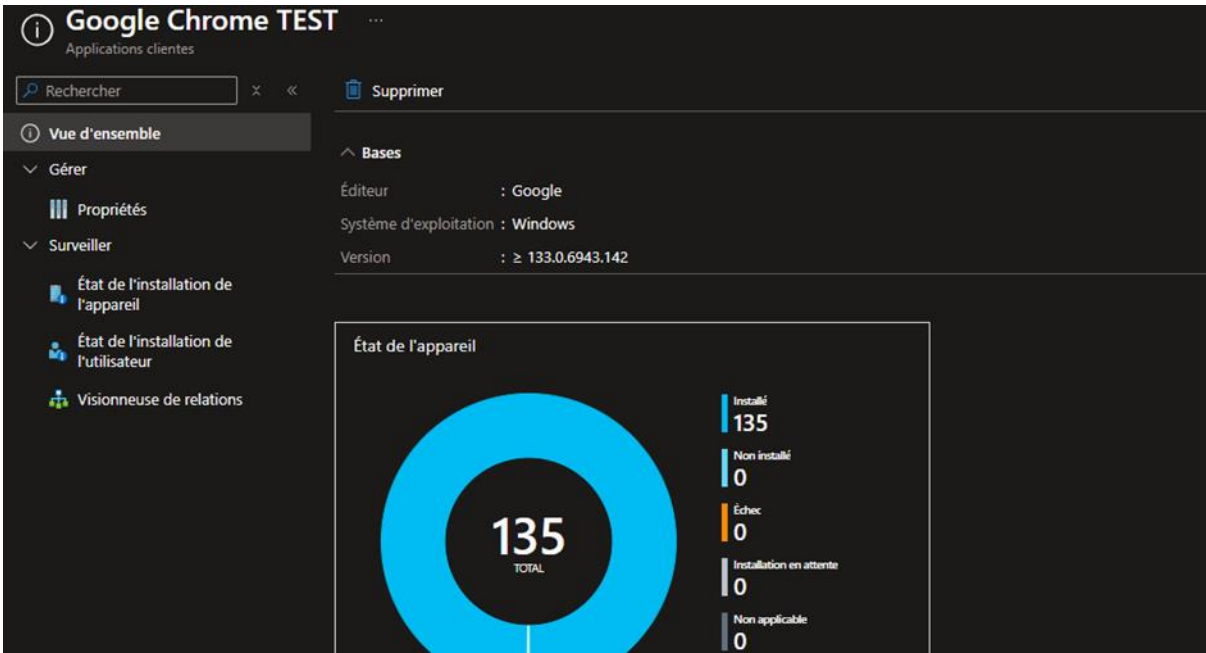 Google Chrome TEST ...
Applications clientes
Rechercher
Supprimer
Vue d'ensemble
Gérer
Propriétés
Surveiller
État de l'installation de
l'appareil
État de l'installation de
l'utilisateur
Visionneuse de relations
Bases
Éditeur : Google
Système d'exploitation : Windows
Version : ≥ 133.0.6943.142
État de l'appareil
135
TOTAL
Installé
135
Non installé
0
Échec
0
Installation en attente
0
Non applicable
0